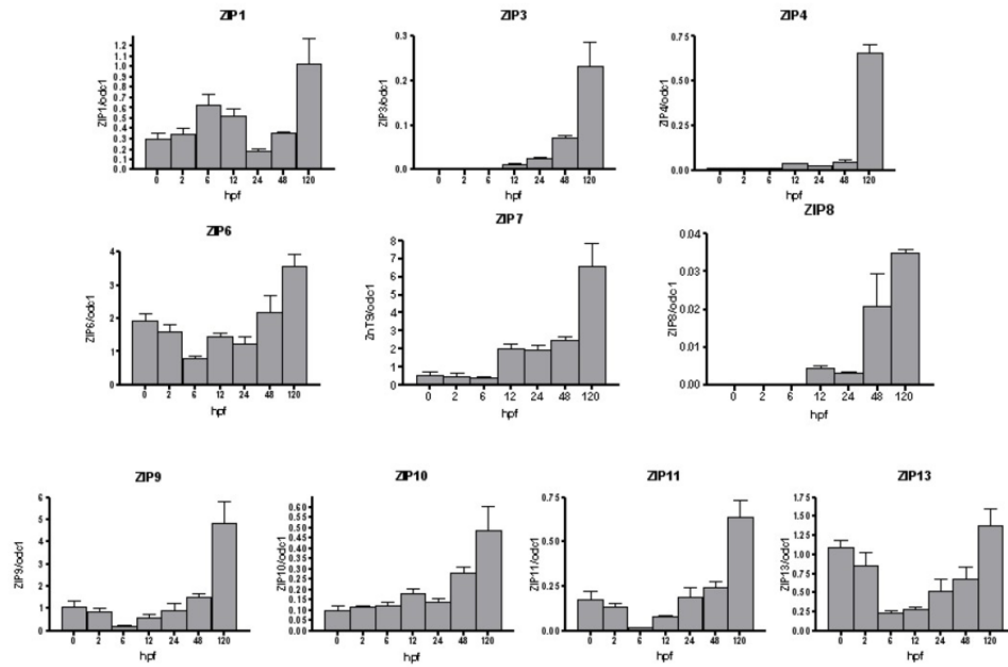 ZIP1
ZIP1/odc1
1.2
1.1
1.0
0.9
0.8
0.7
0.6
0.5
0.4
0.3
0.2
0.1
0.0
0 2 6 12 24 48 120
hpf
ZIP3
ZIP3/odc1
0.3
0.2
0.1
0.0
0 2 6 12 24 48 120
hpf
ZIP4
ZIP4/odc1
0.75
0.50
0.25
0.00
0 2 6 12 24 48 120
hpf
ZIP6
ZIP6/odc1
4
3
2
1
0
0 2 6 12 24 48 120
hpf
ZIP7
ZnT9/odc1
8
7
6
5
4
3
2
1
0
0 2 6 12 24 48 120
hpf
ZIP8
ZIP8/odc1
0.04
0.03
0.02
0.01
0.00
0 2 6 12 24 48 120
hpf
ZIP9
ZIP9/odc1
6
5
4
3
2
1
0
0 2 6 12 24 48 120
hpf
ZIP10
ZIP10/odc1
0.60
0.55
0.50
0.45
0.40
0.35
0.30
0.25
0.20
0.15
0.10
0.05
0.00
0 2 6 12 24 48 120
hpf
ZIP11
ZIP11/odc1
0.75
0.50
0.25
0.00
0 2 6 12 24 48 120
hpf
ZIP13
ZIP13/odc1
1.75
1.50
1.25
1.00
0.75
0.50
0.25
0.00
0 2 6 12 24 48 120
hpf